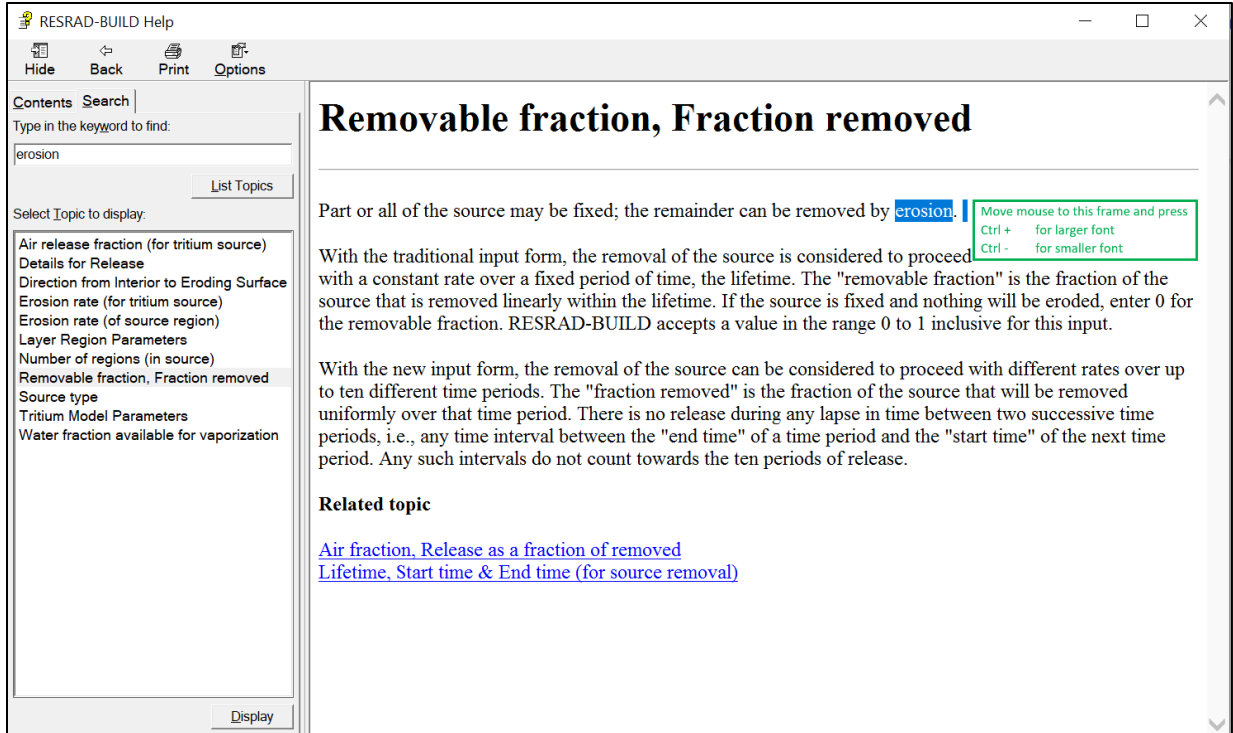 RESRAD-BUILD Help
Hide Back Print Options
Contents Search
Type in the keyword to find:
erosion
List Topics
Select Topic to display:
Air release fraction (for tritium source)
Details for Release
Direction from Interior to Eroding Surface
Erosion rate (for tritium source)
Erosion rate (of source region)
Layer Region Parameters
Number of regions (in source)
Removable fraction, Fraction removed
Source type
Tritium Model Parameters
Water fraction available for vaporization
Display
Removable fraction, Fraction removed
Part or all of the source may be fixed; the remainder can be removed by erosion.
Move mouse to this frame and press
Ctrl + for larger font
Ctrl - for smaller font
With the traditional input form, the removal of the source is considered to proceed
with a constant rate over a fixed period of time, the lifetime. The "removable fraction" is the fraction of the
source that is removed linearly within the lifetime. If the source is fixed and nothing will be eroded, enter 0 for
the removable fraction. RESRAD-BUILD accepts a value in the range 0 to 1 inclusive for this input.
With the new input form, the removal of the source can be considered to proceed with different rates over up
to ten different time periods. The "fraction removed" is the fraction of the source that will be removed
uniformly over that time period. There is no release during any lapse in time between two successive time
periods, i.e., any time interval between the "end time" of a time period and the "start time" of the next time
period. Any such intervals do not count towards the ten periods of release.
Related topic
Air fraction, Release as a fraction of removed
Lifetime, Start time & End time (for source removal)